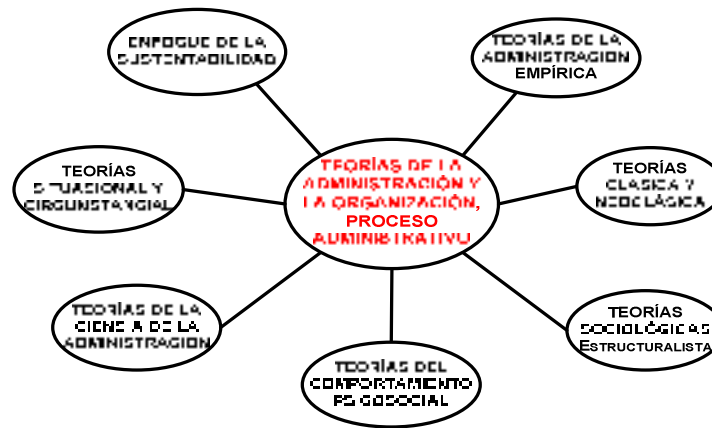 ENFOQUE DE LA
SUSTENTABILIDAD
TEORÍAS DE LA
ADMINISTRACIÓN
EMPÍRICA
TEORÍAS
SITUASIONAL Y
CIRCUNSTANCIAL
TEORÍAS DE LA
ADMINISTRACIÓN Y
LA ORGANIZACIÓN,
PROCESO
ADMINISTRATIVO
TEORÍAS
CLÁSICA Y
NEOCLÁSICA
TEORÍAS DE LA
CIENCIA DE LA
ADMINISTRACIÓN
TEORÍAS DEL
COMPORTAMIENTO
PSICOSOCIAL
TEORÍAS
SOCIOLÓGICAS
ESTRUCTURALISTA